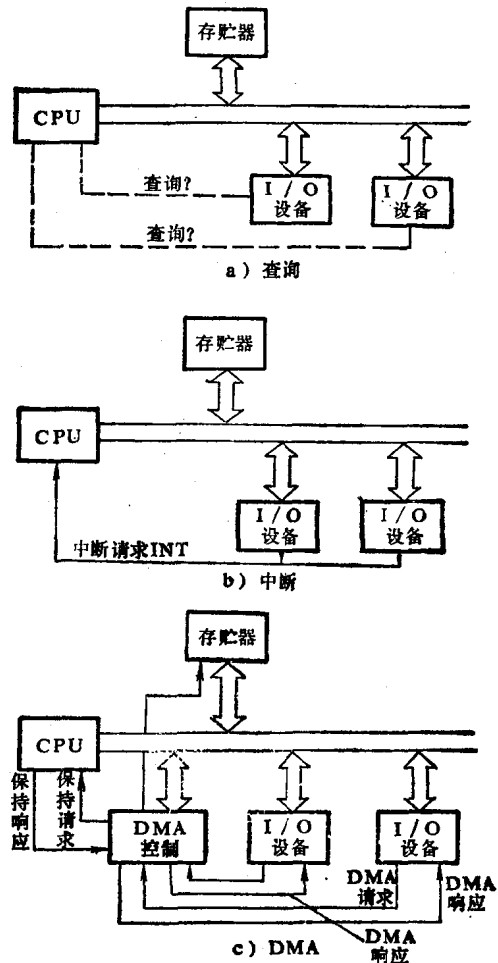 存贮器
CPU
查询?
I/O
设备
I/O
设备
查询?
a) 查询
存贮器
CPU
I/O
设备
I/O
设备
中断请求INT
b) 中断
存贮器
CPU
保持响应
保持请求
DMA
控制
I/O
设备
I/O
设备
DMA
请求
DMA
响应
DMA
响应
c) DMA